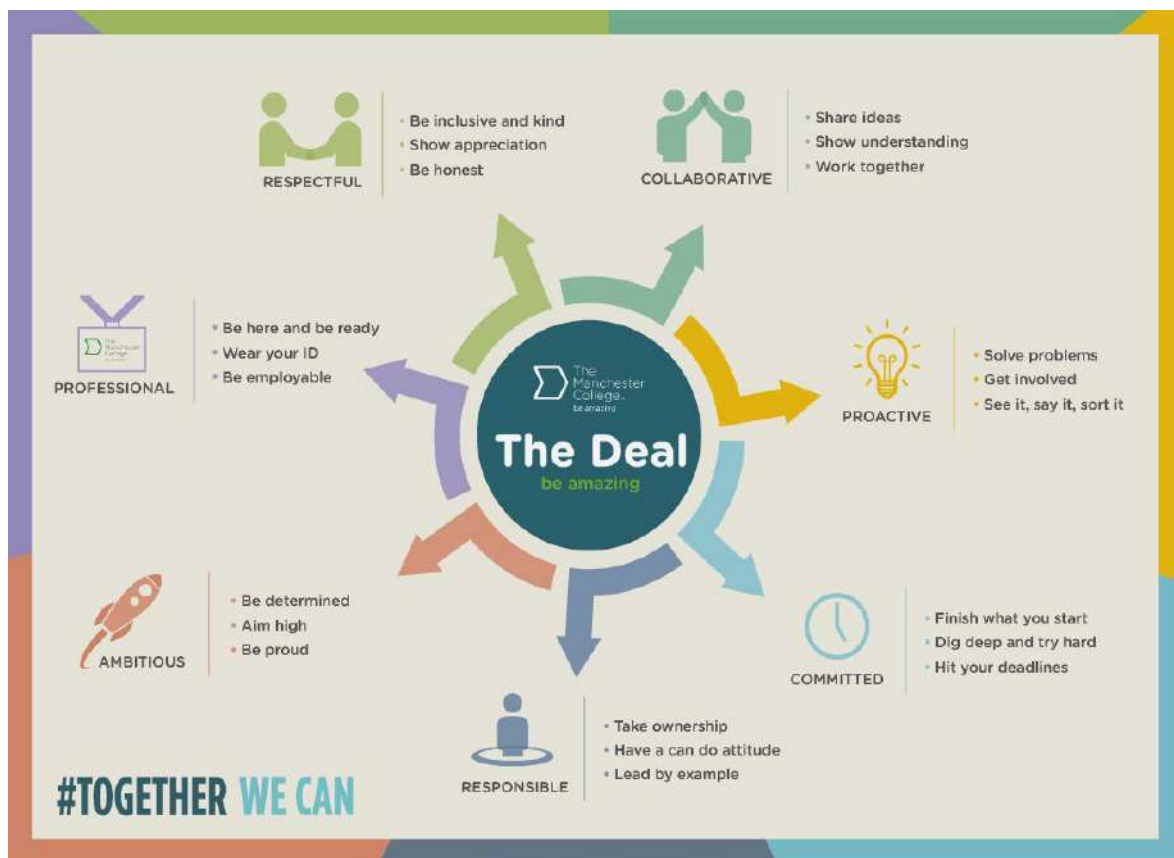 • Be inclusive and kind
• Show appreciation
• Be honest
RESPECTFUL
• Share ideas
• Show understanding
• Work together
COLLABORATIVE
The
Manchester
College
PROFESSIONAL
• Be here and be ready
• Wear your ID
• Be employable
The
Manchester
College
be amazing
The Deal
be amazing
PROACTIVE
• Solve problems
• Get involved
• See it, say it, sort it
AMBITIOUS
• Be determined
• Aim high
• Be proud
COMMITTED
• Finish what you start
• Dig deep and try hard
• Hit your deadlines
RESPONSIBLE
• Take ownership
• Have a can do attitude
• Lead by example
#TOGETHER WE CAN